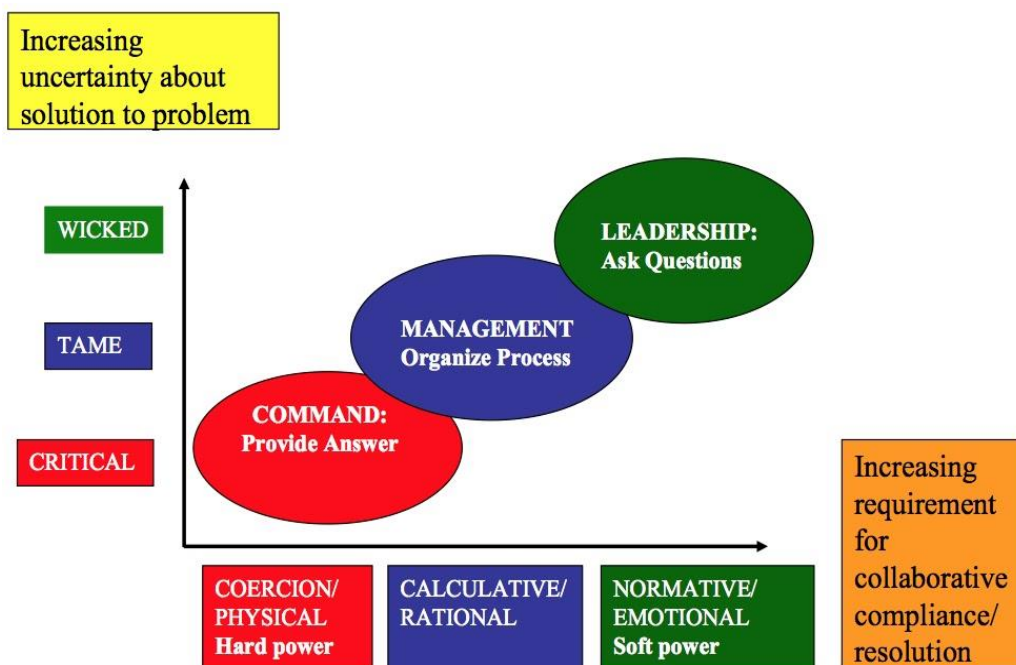 Increasing
uncertainty about
solution to problem
WICKED
LEADERSHIP:
Ask Questions
TAME
MANAGEMENT
Organize Process
COMMAND:
Provide Answer
CRITICAL
COERCION/
PHYSICAL
Hard power
CALCULATIVE/
RATIONAL
NORMATIVE/
EMOTIONAL
Soft power
Increasing
requirement
for
collaborative
compliance/
resolution